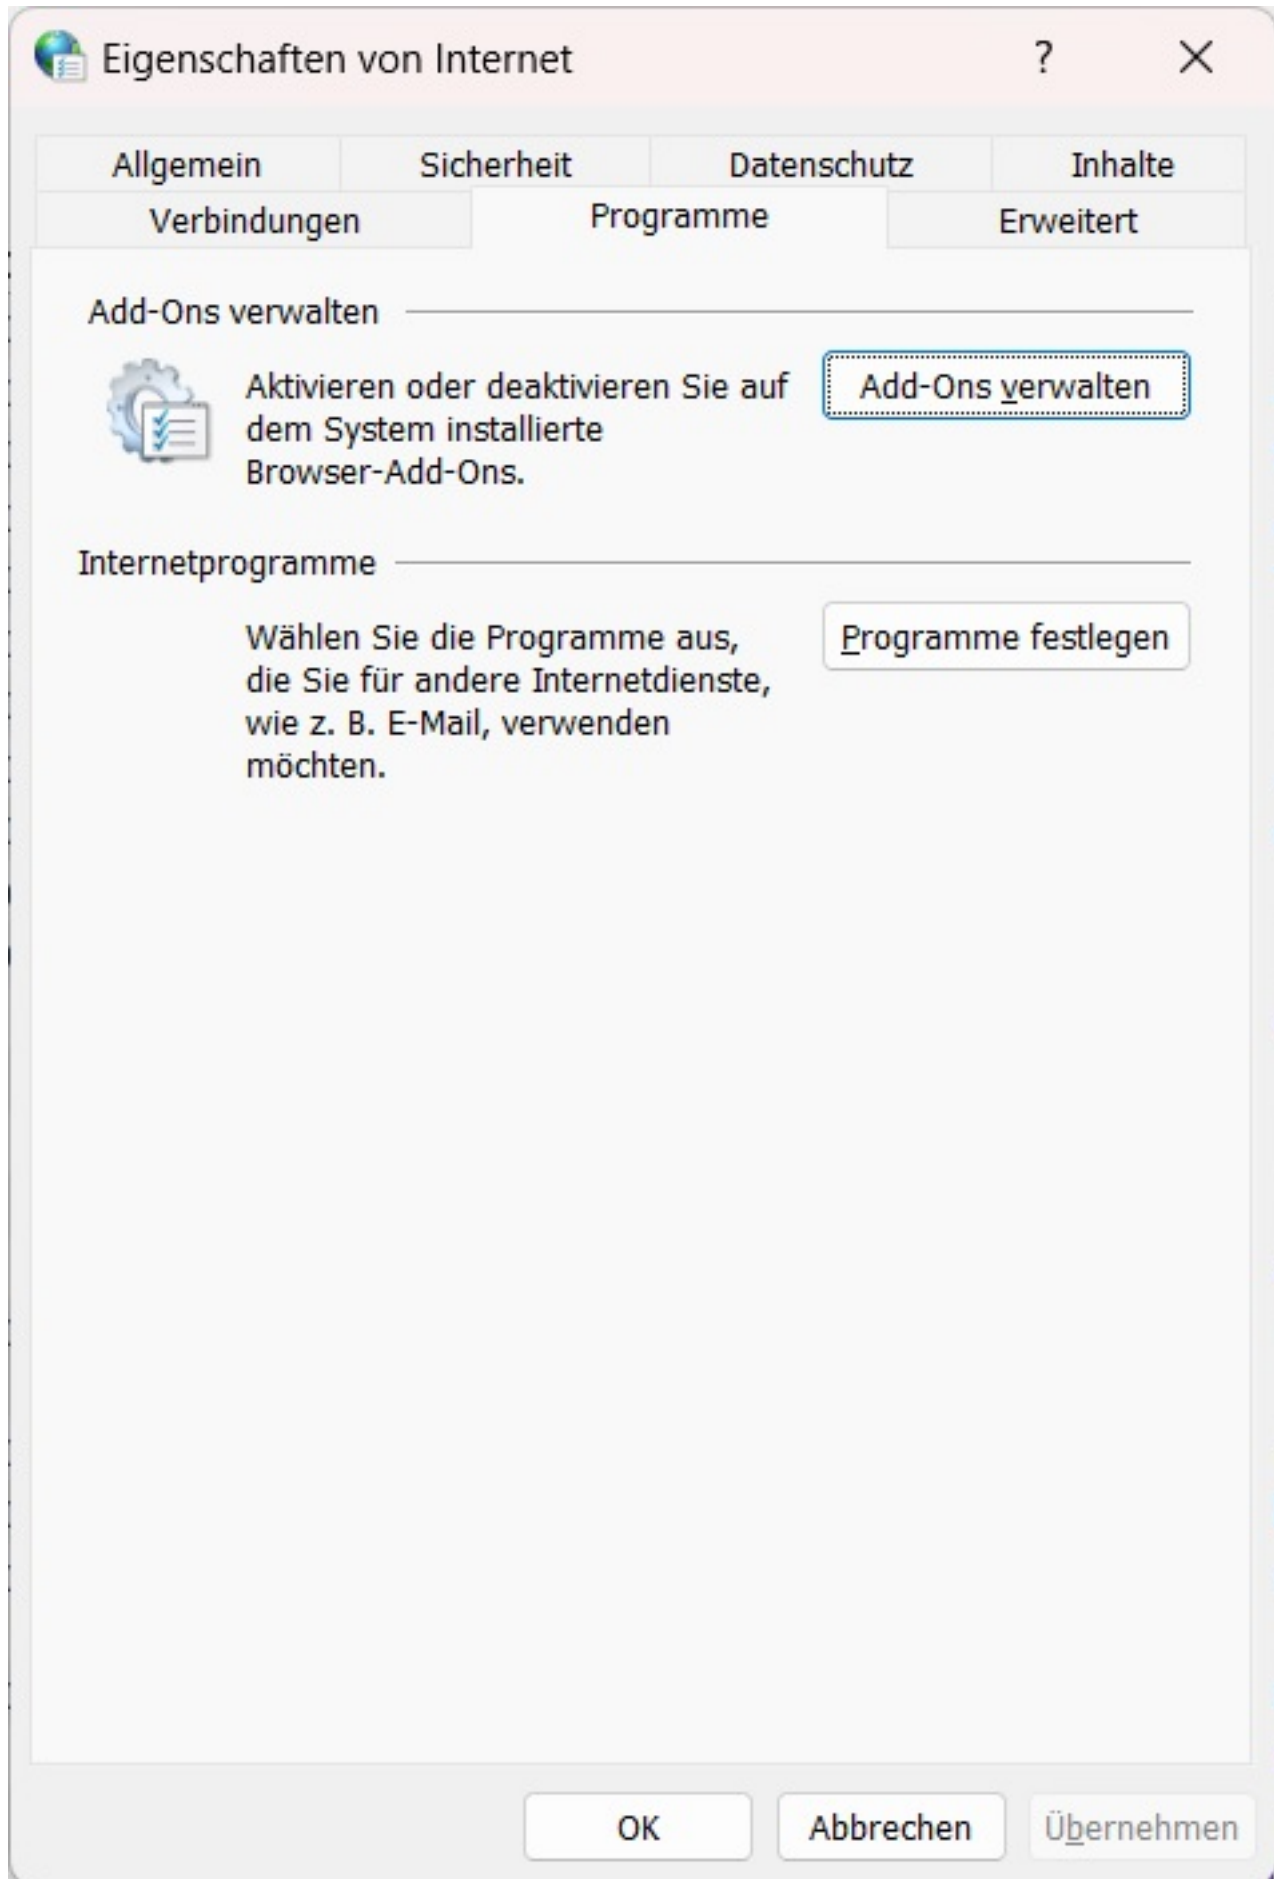 Eigenschaften von Internet
?
Allgemein
Sicherheit
Datenschutz
Inhalte
Verbindungen
Programme
Erweitert
Add-Ons verwalten
Aktivieren oder deaktivieren Sie auf
dem System installierte
Browser-Add-Ons.
Add-Ons verwalten
Internetprogramme
Wählen Sie die Programme aus,
die Sie für andere Internetdienste,
wie z. B. E-Mail, verwenden
möchten.
Programme festlegen
OK
Abbrechen
Übernehmen